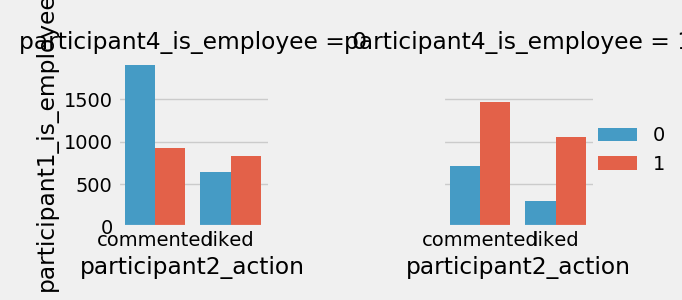 participant4_is_employee = 0
participant4_is_employee = 1
participant1_is_employee
1500
1000
500
0
commented
liked
participant2_action
commented
liked
participant2_action
0
1